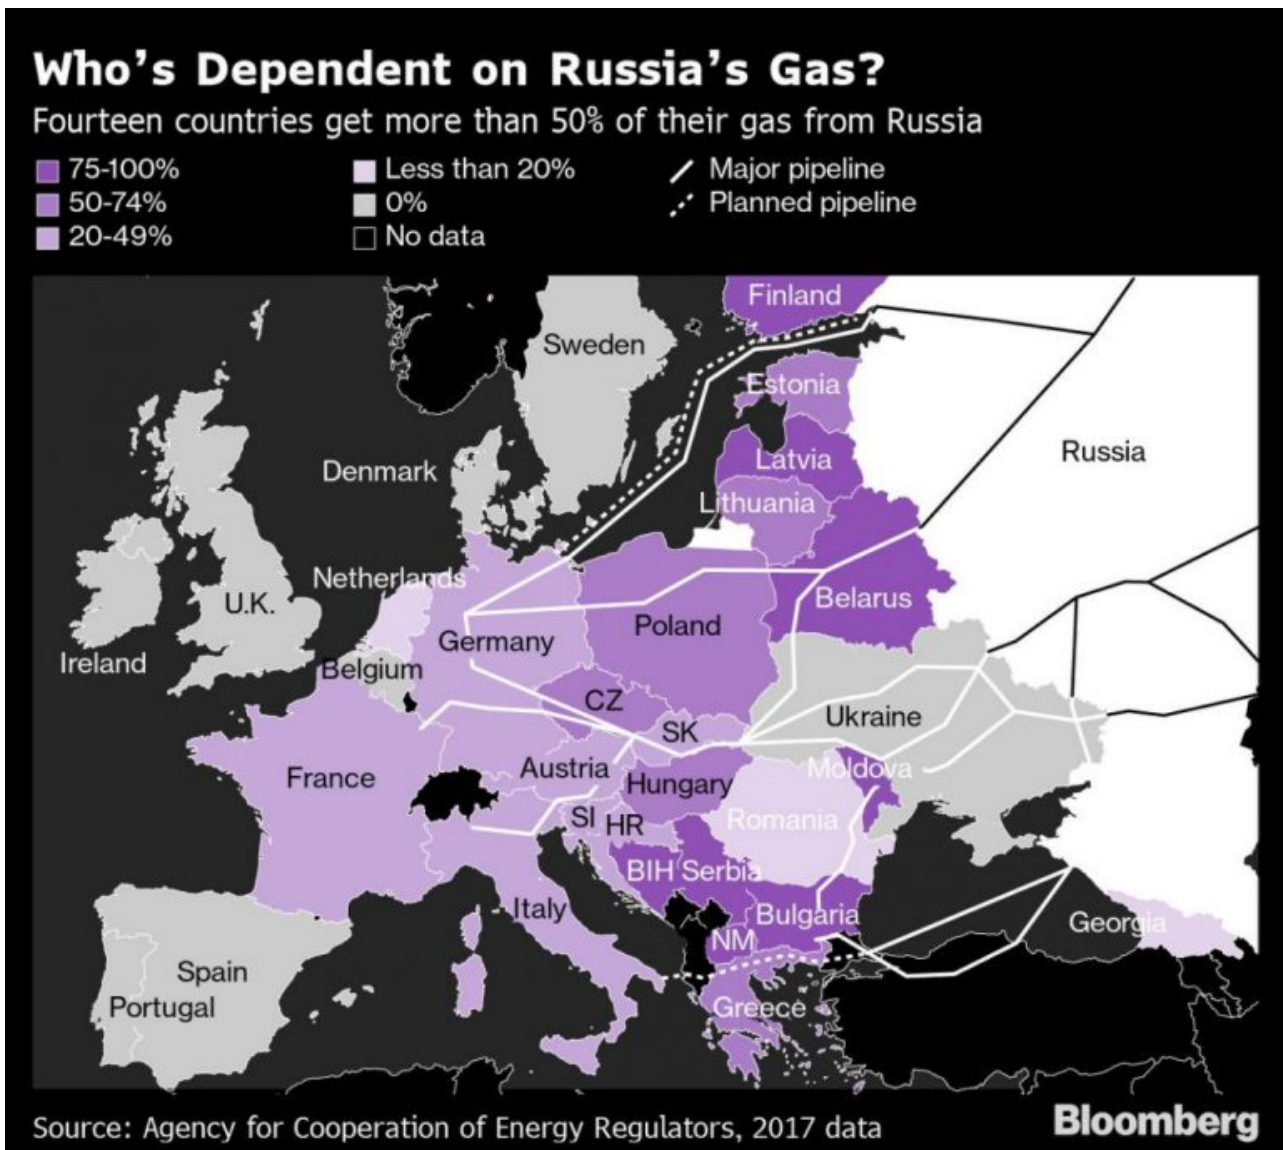 Who's Dependent on Russia's Gas?
Fourteen countries get more than 50% of their gas from Russia
75-100%
50-74%
20-49%
Less than 20%
0%
No data
Major pipeline
Planned pipeline
Finland
Sweden
Estonia
Russia
Latvia
Denmark
Lithuania
Netherlands
Belarus
U.K.
Poland
Germany
Ireland
Belgium
CZ
Ukraine
SK
Austria
Moldova
France
Hungary
SI
HR
Romania
BIH
Serbia
Italy
Bulgaria
Georgia
NM
Spain
Portugal
Greece
Source: Agency for Cooperation of Energy Regulators, 2017 data
Bloomberg